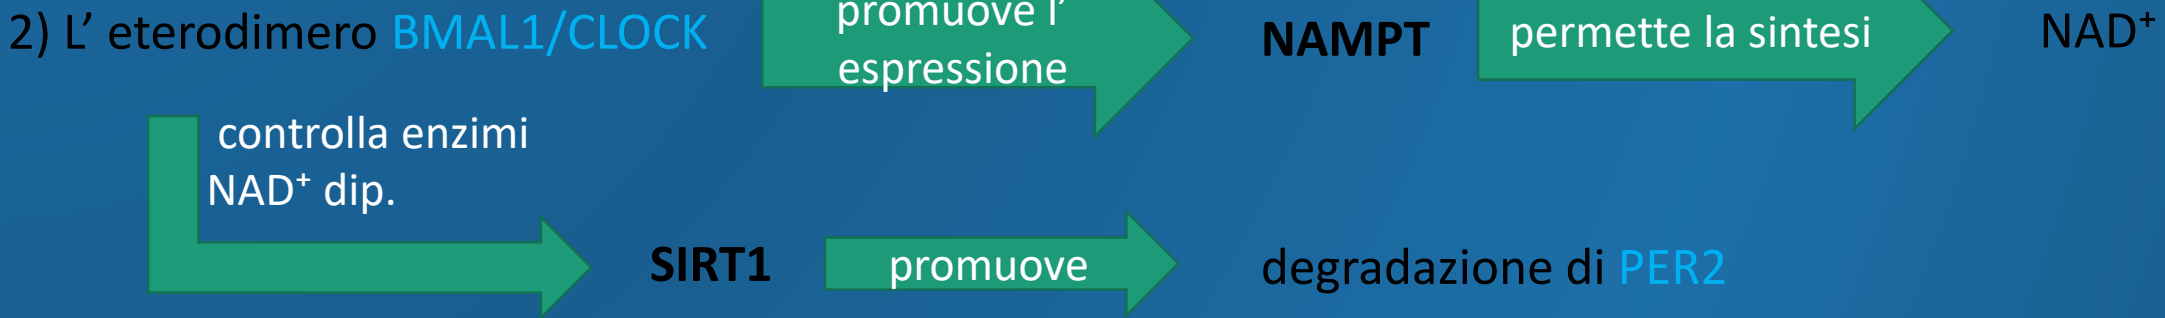 2) L' eterodimero BMAL1/CLOCK
promuove l'
espressione
NAMPT
permette la sintesi
NAD⁺
controlla enzimi
NAD⁺ dip.
SIRT1
promuove
degradazione di PER2